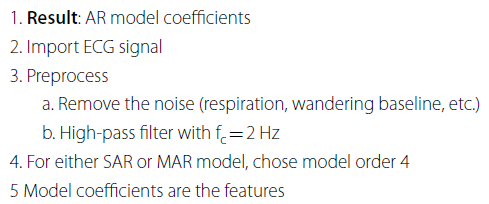 1. Result: AR model coefficients
2. Import ECG signal
3. Preprocess
a. Remove the noise (respiration, wandering baseline, etc.)
b. High-pass filter with f_c = 2 Hz
4. For either SAR or MAR model, chose model order 4
5 Model coefficients are the features